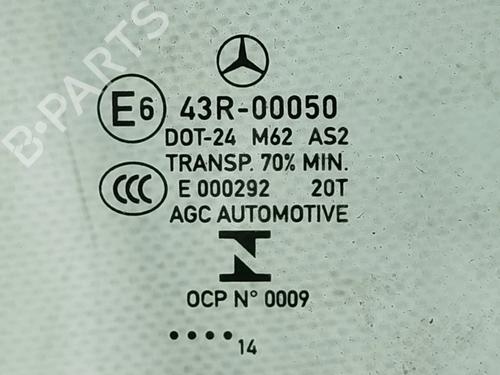 B-PARTS
E6 43R-00050
DOT-24 M62 AS2
TRANSP. 70% MIN.
CCC E 000292 20T
AGC AUTOMOTIVE
N
OCP N° 0009
•••• 14